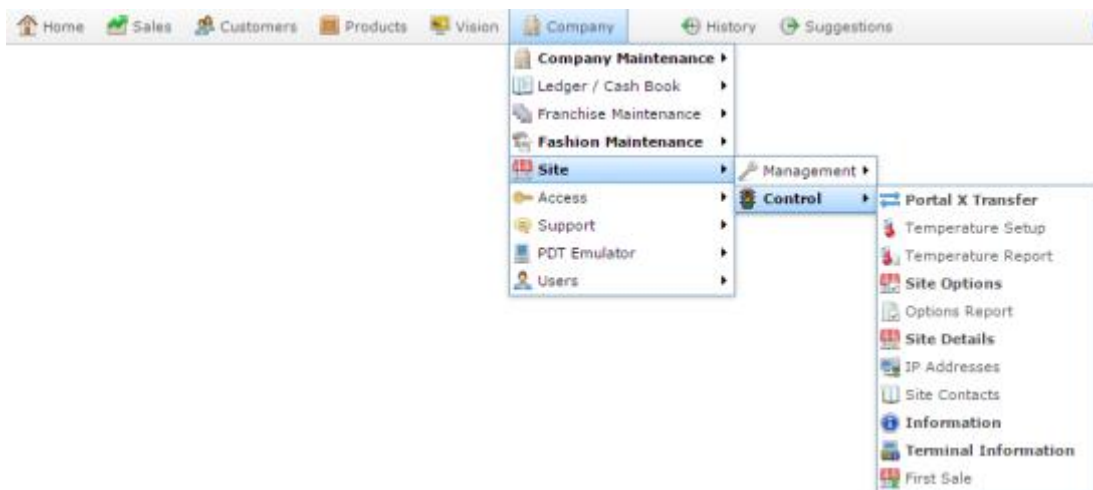 Home Sales Customers Products Vision Company History Suggestions
Company Maintenance
Ledger / Cash Book
Franchise Maintenance
Fashion Maintenance
Site
Management
Access
Control
Portal X Transfer
Support
Temperature Setup
PDT Emulator
Temperature Report
Users
Site Options
Options Report
Site Details
IP Addresses
Site Contacts
Information
Terminal Information
First Sale